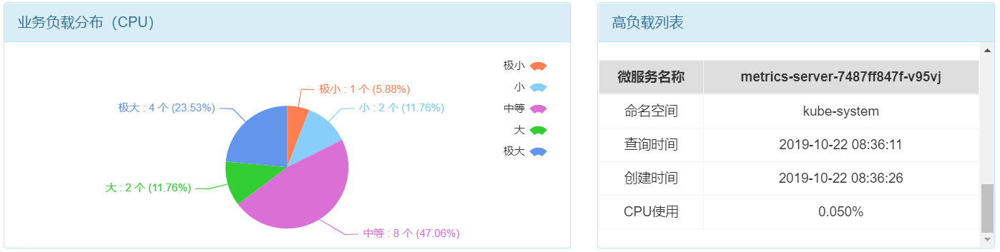 业务负载分布（CPU）
极小
小
中等
大
极大
极小 : 1 个 (5.88%)
小 : 2 个 (11.76%)
极大 : 4 个 (23.53%)
大 : 2 个 (11.76%)
中等 : 8 个 (47.06%)
高负载列表
微服务名称 metrics-server-7487ff847f-v95vj
命名空间 kube-system
查询时间 2019-10-22 08:36:11
创建时间 2019-10-22 08:36:26
CPU使用 0.050%